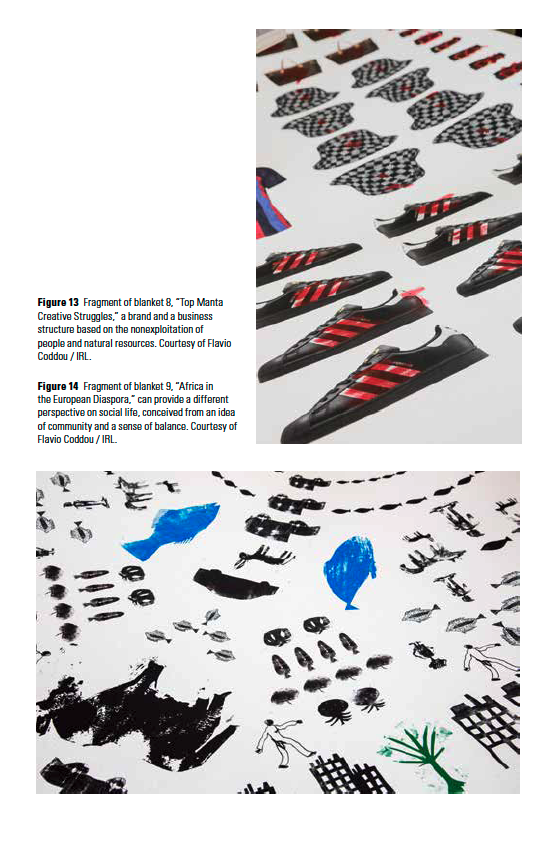 Figure 13 Fragment of blanket 8, "Top Manta
Creative Struggles," a brand and a business
structure based on the nonexploitation of
people and natural resources. Courtesy of Flavio
Coddou / IRL.
Figure 14 Fragment of blanket 9, "Africa in
the European Diaspora," can provide a different
perspective on social life, conceived from an idea
of community and a sense of balance. Courtesy of
Flavio Coddou / IRL.